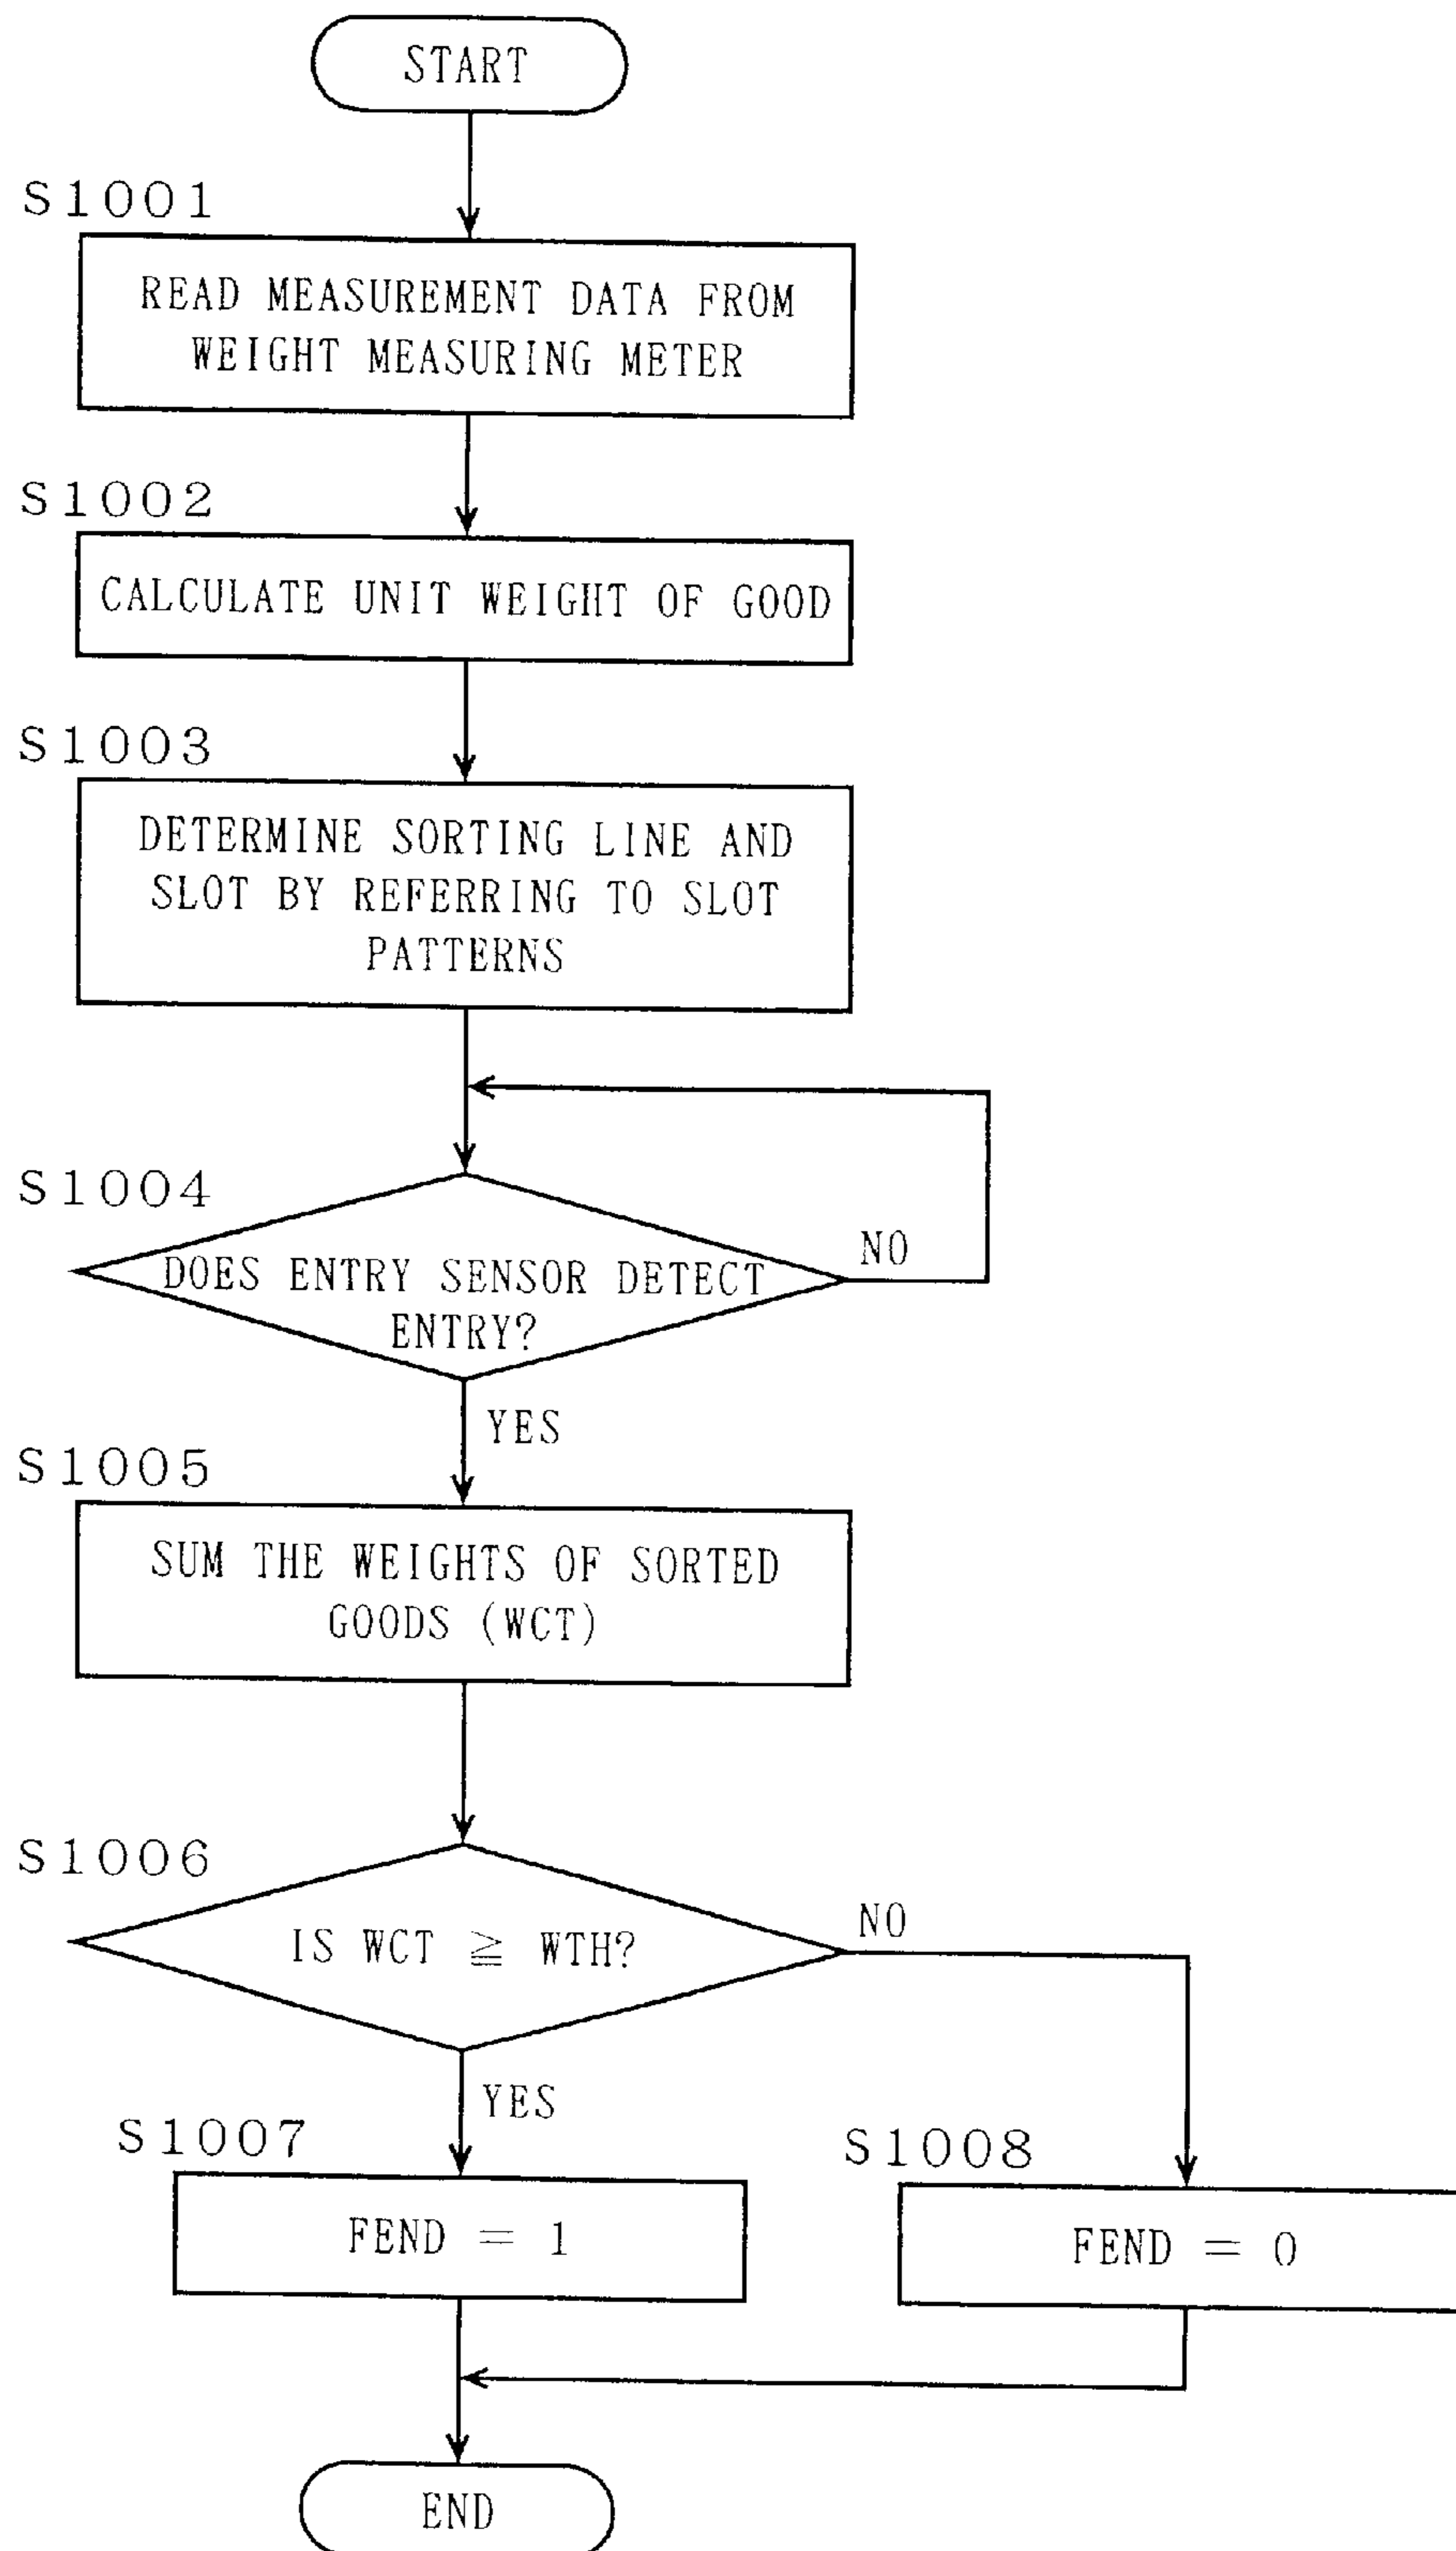 START
S1001
READ MEASUREMENT DATA FROM
WEIGHT MEASURING METER
S1002
CALCULATE UNIT WEIGHT OF GOOD
S1003
DETERMINE SORTING LINE AND
SLOT BY REFERRING TO SLOT
PATTERNS
S1004
DOES ENTRY SENSOR DETECT
ENTRY?
NO
YES
S1005
SUM THE WEIGHTS OF SORTED
GOODS (WCT)
S1006
IS WCT ≧ WTH?
NO
YES
S1007
FEND = 1
S1008
FEND = 0
END